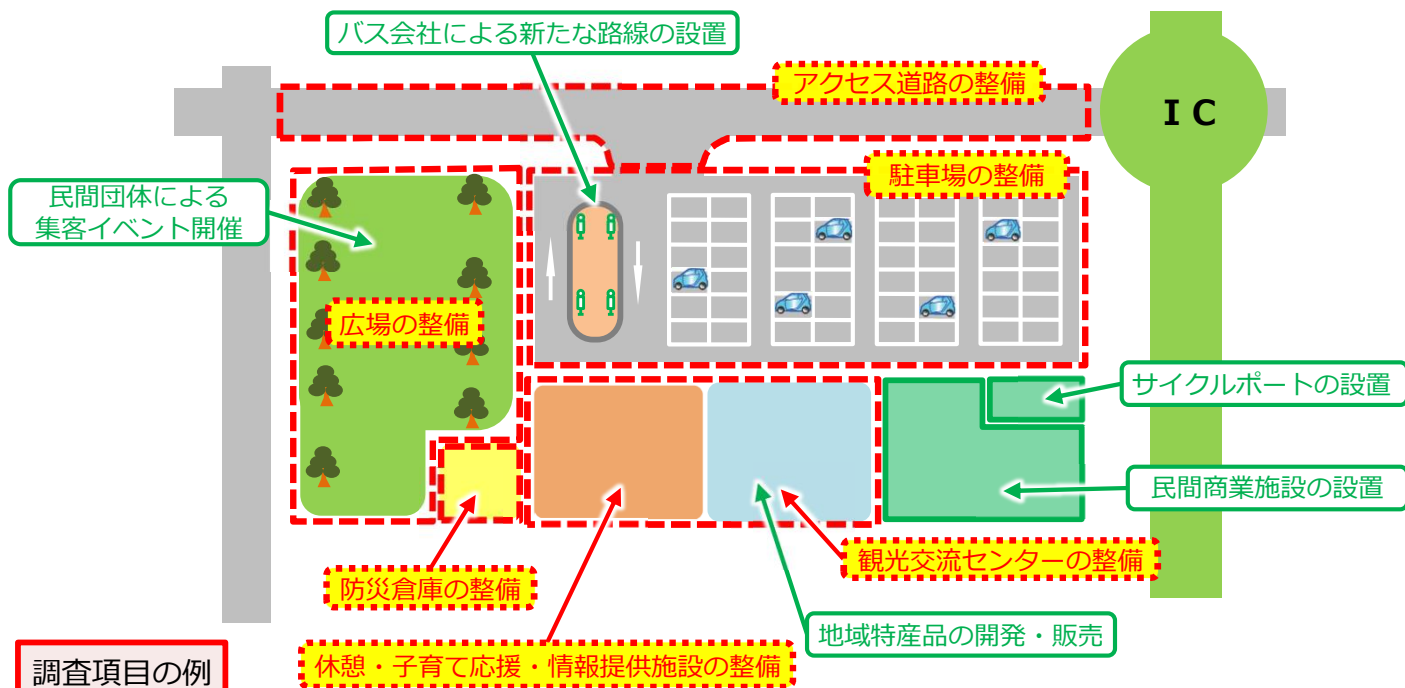 バス会社による新たな路線の設置
アクセス道路の整備
ＩＣ
駐車場の整備
民間団体による
集客イベント開催
広場の整備
サイクルポートの設置
民間商業施設の設置
観光交流センターの整備
防災倉庫の整備
地域特産品の開発・販売
休憩・子育て応援・情報提供施設の整備
調査項目の例